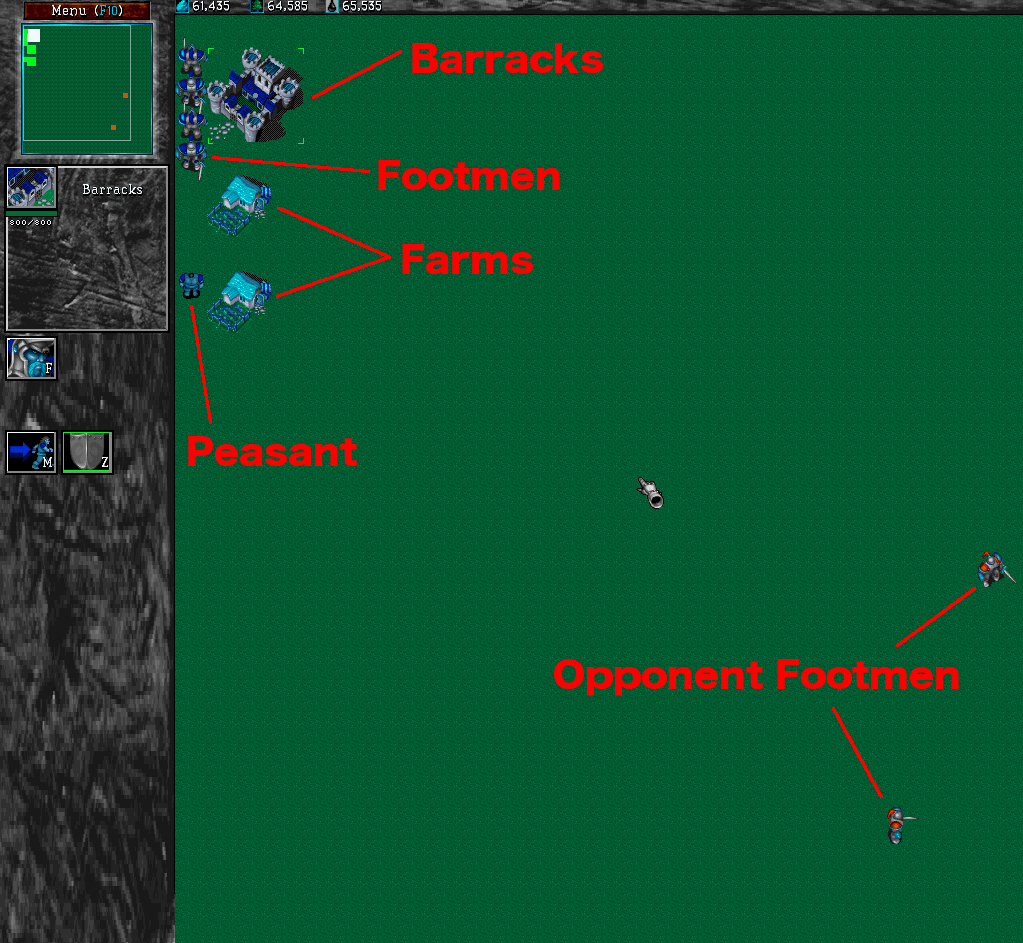 Menu (F10)
61,435 64,585 65,535
Barracks
Footmen
Barracks
800/800
Farms
F
Peasant
M Z
Opponent Footmen